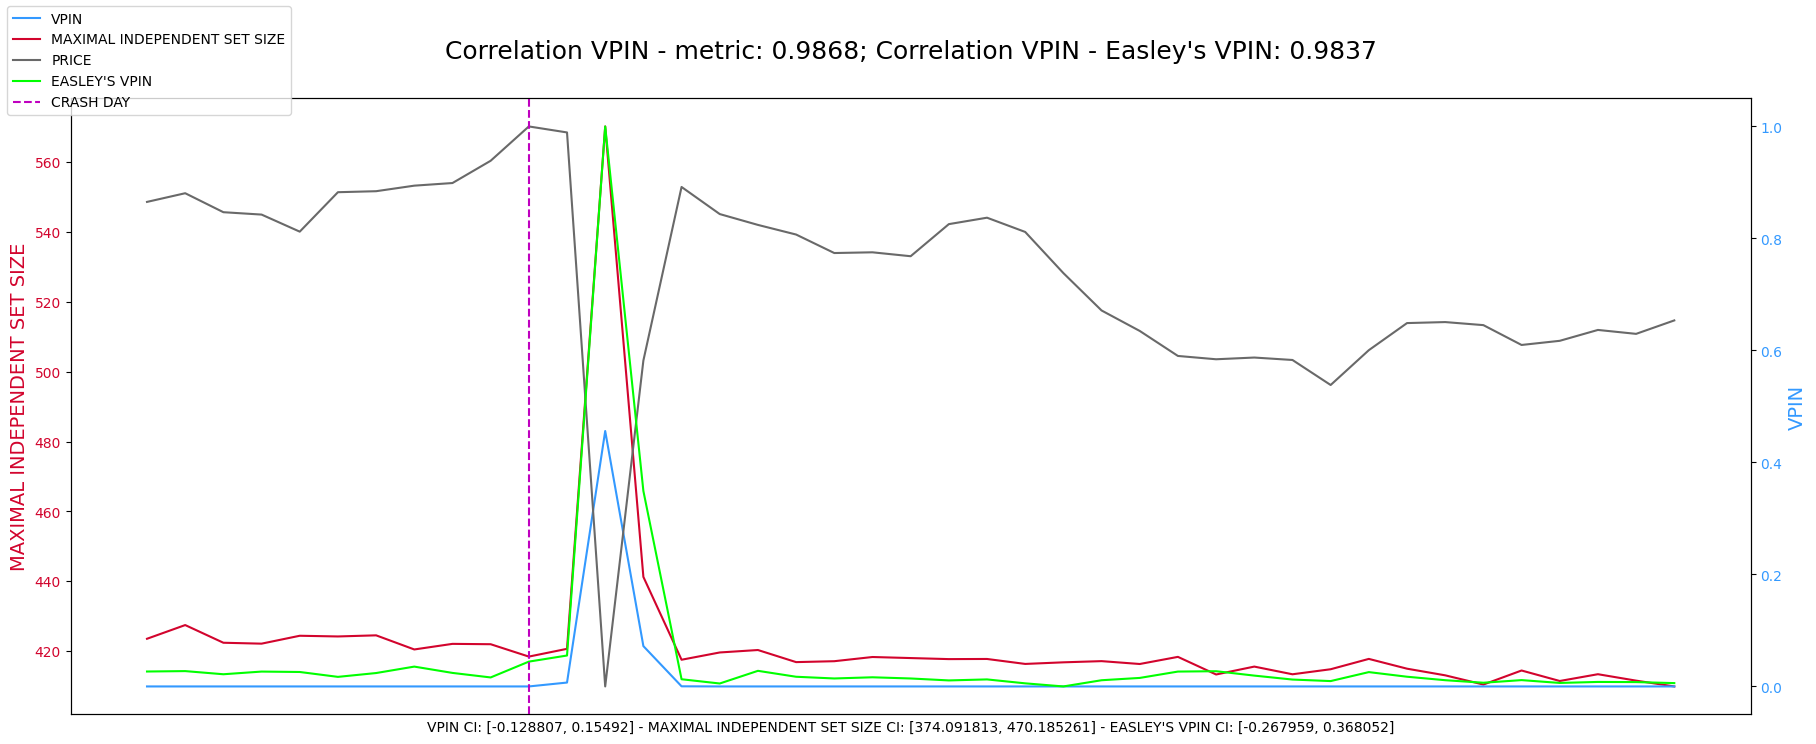 VPIN
MAXIMAL INDEPENDENT SET SIZE
PRICE
EASLEY'S VPIN
CRASH DAY
Correlation VPIN - metric: 0.9868; Correlation VPIN - Easley's VPIN: 0.9837
MAXIMAL INDEPENDENT SET SIZE
560
540
520
500
480
460
440
420
1.0
0.8
0.6
0.4
0.2
0.0
VPIN
VPIN CI: [-0.128807, 0.15492] - MAXIMAL INDEPENDENT SET SIZE CI: [374.091813, 470.185261] - EASLEY'S VPIN CI: [-0.267959, 0.368052]